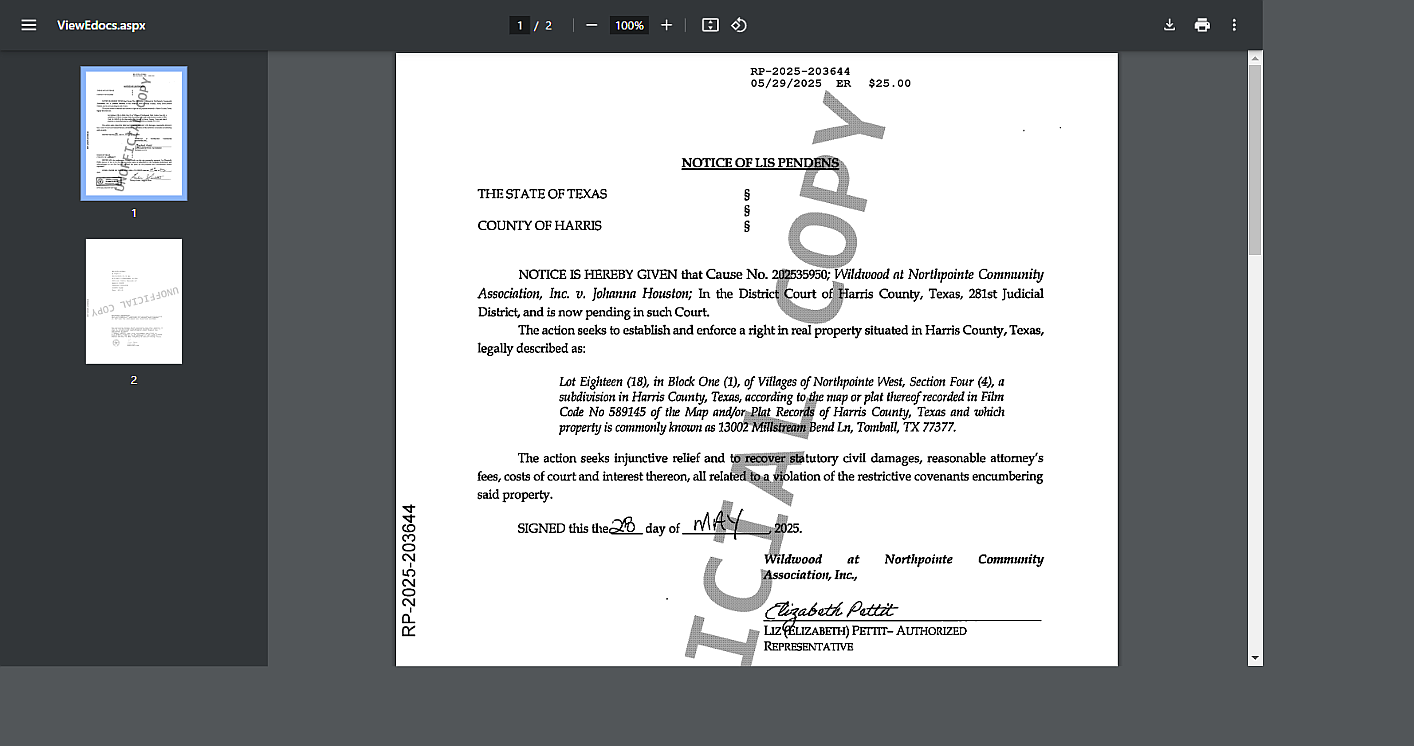 ViewEdocs.aspx
1 / 2
100%
1
2
RP-2025-203644
05/29/2025 ER $25.00
NOTICE OF LIS PENDENS
THE STATE OF TEXAS §
§
COUNTY OF HARRIS §
NOTICE IS HEREBY GIVEN that Cause No. 202535950; Wildwood at Northpointe Community
Association, Inc. v. Johanna Houston; In the District Court of Harris County, Texas, 281st Judicial
District, and is now pending in such Court.
The action seeks to establish and enforce a right in real property situated in Harris County, Texas,
legally described as:
Lot Eighteen (18), in Block One (1), of Villages of Northpointe West, Section Four (4), a
subdivision in Harris County, Texas, according to the map or plat thereof recorded in Film
Code No 589145 of the Map and/or Plat Records of Harris County, Texas and which
property is commonly known as 13002 Millstream Bend Ln, Tomball, TX 77377.
The action seeks injunctive relief and to recover statutory civil damages, reasonable attorney's
fees, costs of court and interest thereon, all related to a violation of the restrictive covenants encumbering
said property.
SIGNED this the 28 day of MAY, 2025.
Wildwood at Northpointe Community
Association, Inc.,
Elizabeth Pettit
LIZ (ELIZABETH) PETTIT– AUTHORIZED
REPRESENTATIVE
RP-2025-203644
ICIAL COPY
UNOFFICIAL COPY
UNOFFICIAL COPY